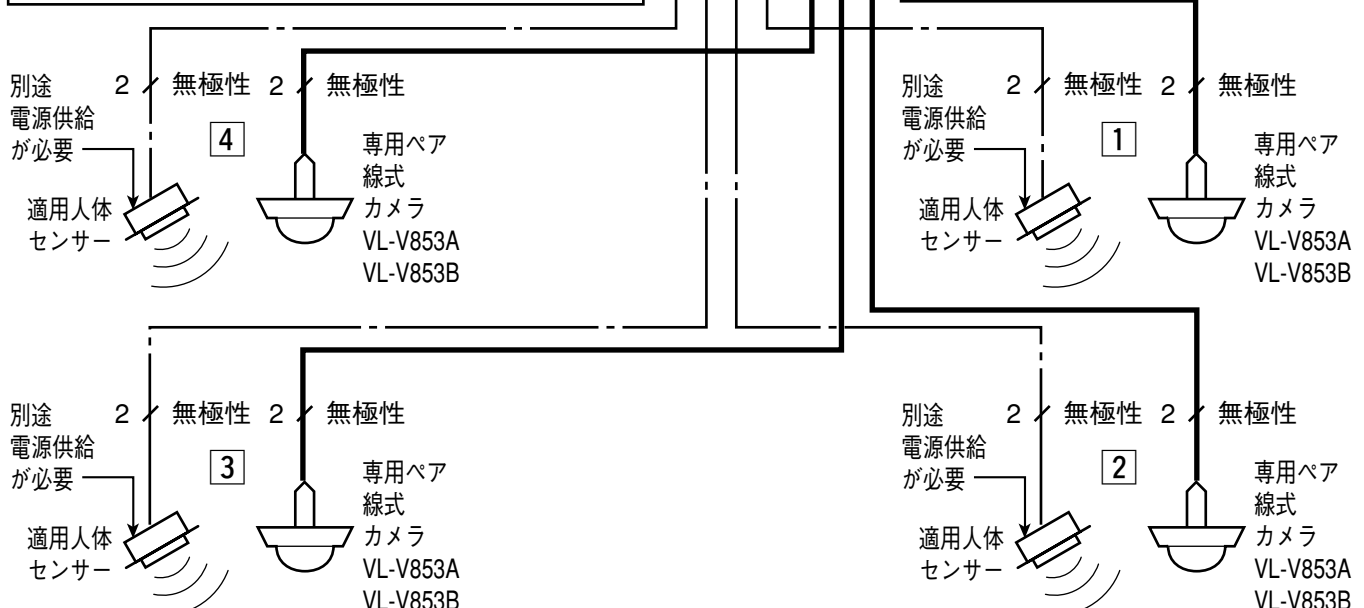 別途
電源供給
が必要
2 無極性 2 無極性
4
専用ペア
線式
カメラ
VL-V853A
VL-V853B
適用人体
センサー
別途
電源供給
が必要
2 無極性 2 無極性
1
専用ペア
線式
カメラ
VL-V853A
VL-V853B
適用人体
センサー
別途
電源供給
が必要
2 無極性 2 無極性
3
専用ペア
線式
カメラ
VL-V853A
VL-V853B
適用人体
センサー
別途
電源供給
が必要
2 無極性 2 無極性
2
専用ペア
線式
カメラ
VL-V853A
VL-V853B
適用人体
センサー